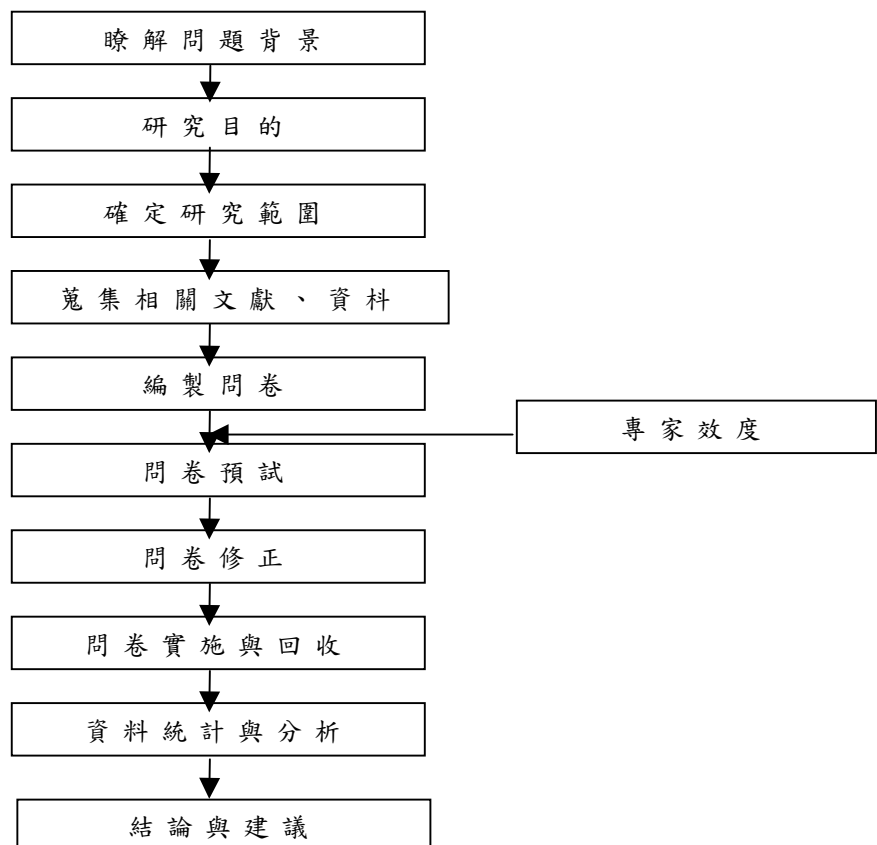 瞭解問題背景
研究目的
確定研究範圍
蒐集相關文獻、資料
編製問卷
專家效度
問卷預試
問卷修正
問卷實施與回收
資料統計與分析
結論與建議